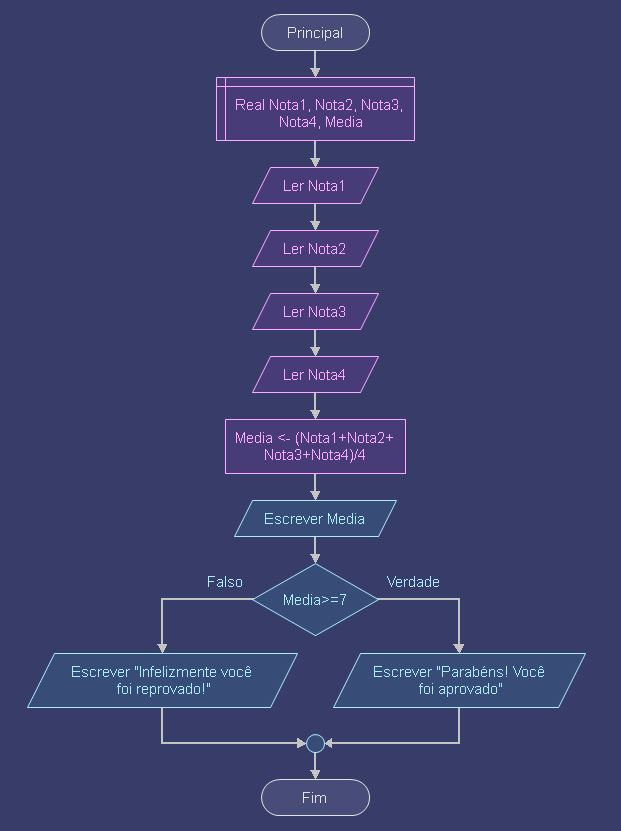 Principal
Real Nota1, Nota2, Nota3,
Nota4, Media
Ler Nota1
Ler Nota2
Ler Nota3
Ler Nota4
Media <- (Nota1+Nota2+
Nota3+Nota4)/4
Escrever Media
Falso
Verdade
Media>=7
Escrever "Infelizmente você
foi reprovado!"
Escrever "Parabéns! Você
foi aprovado"
Fim